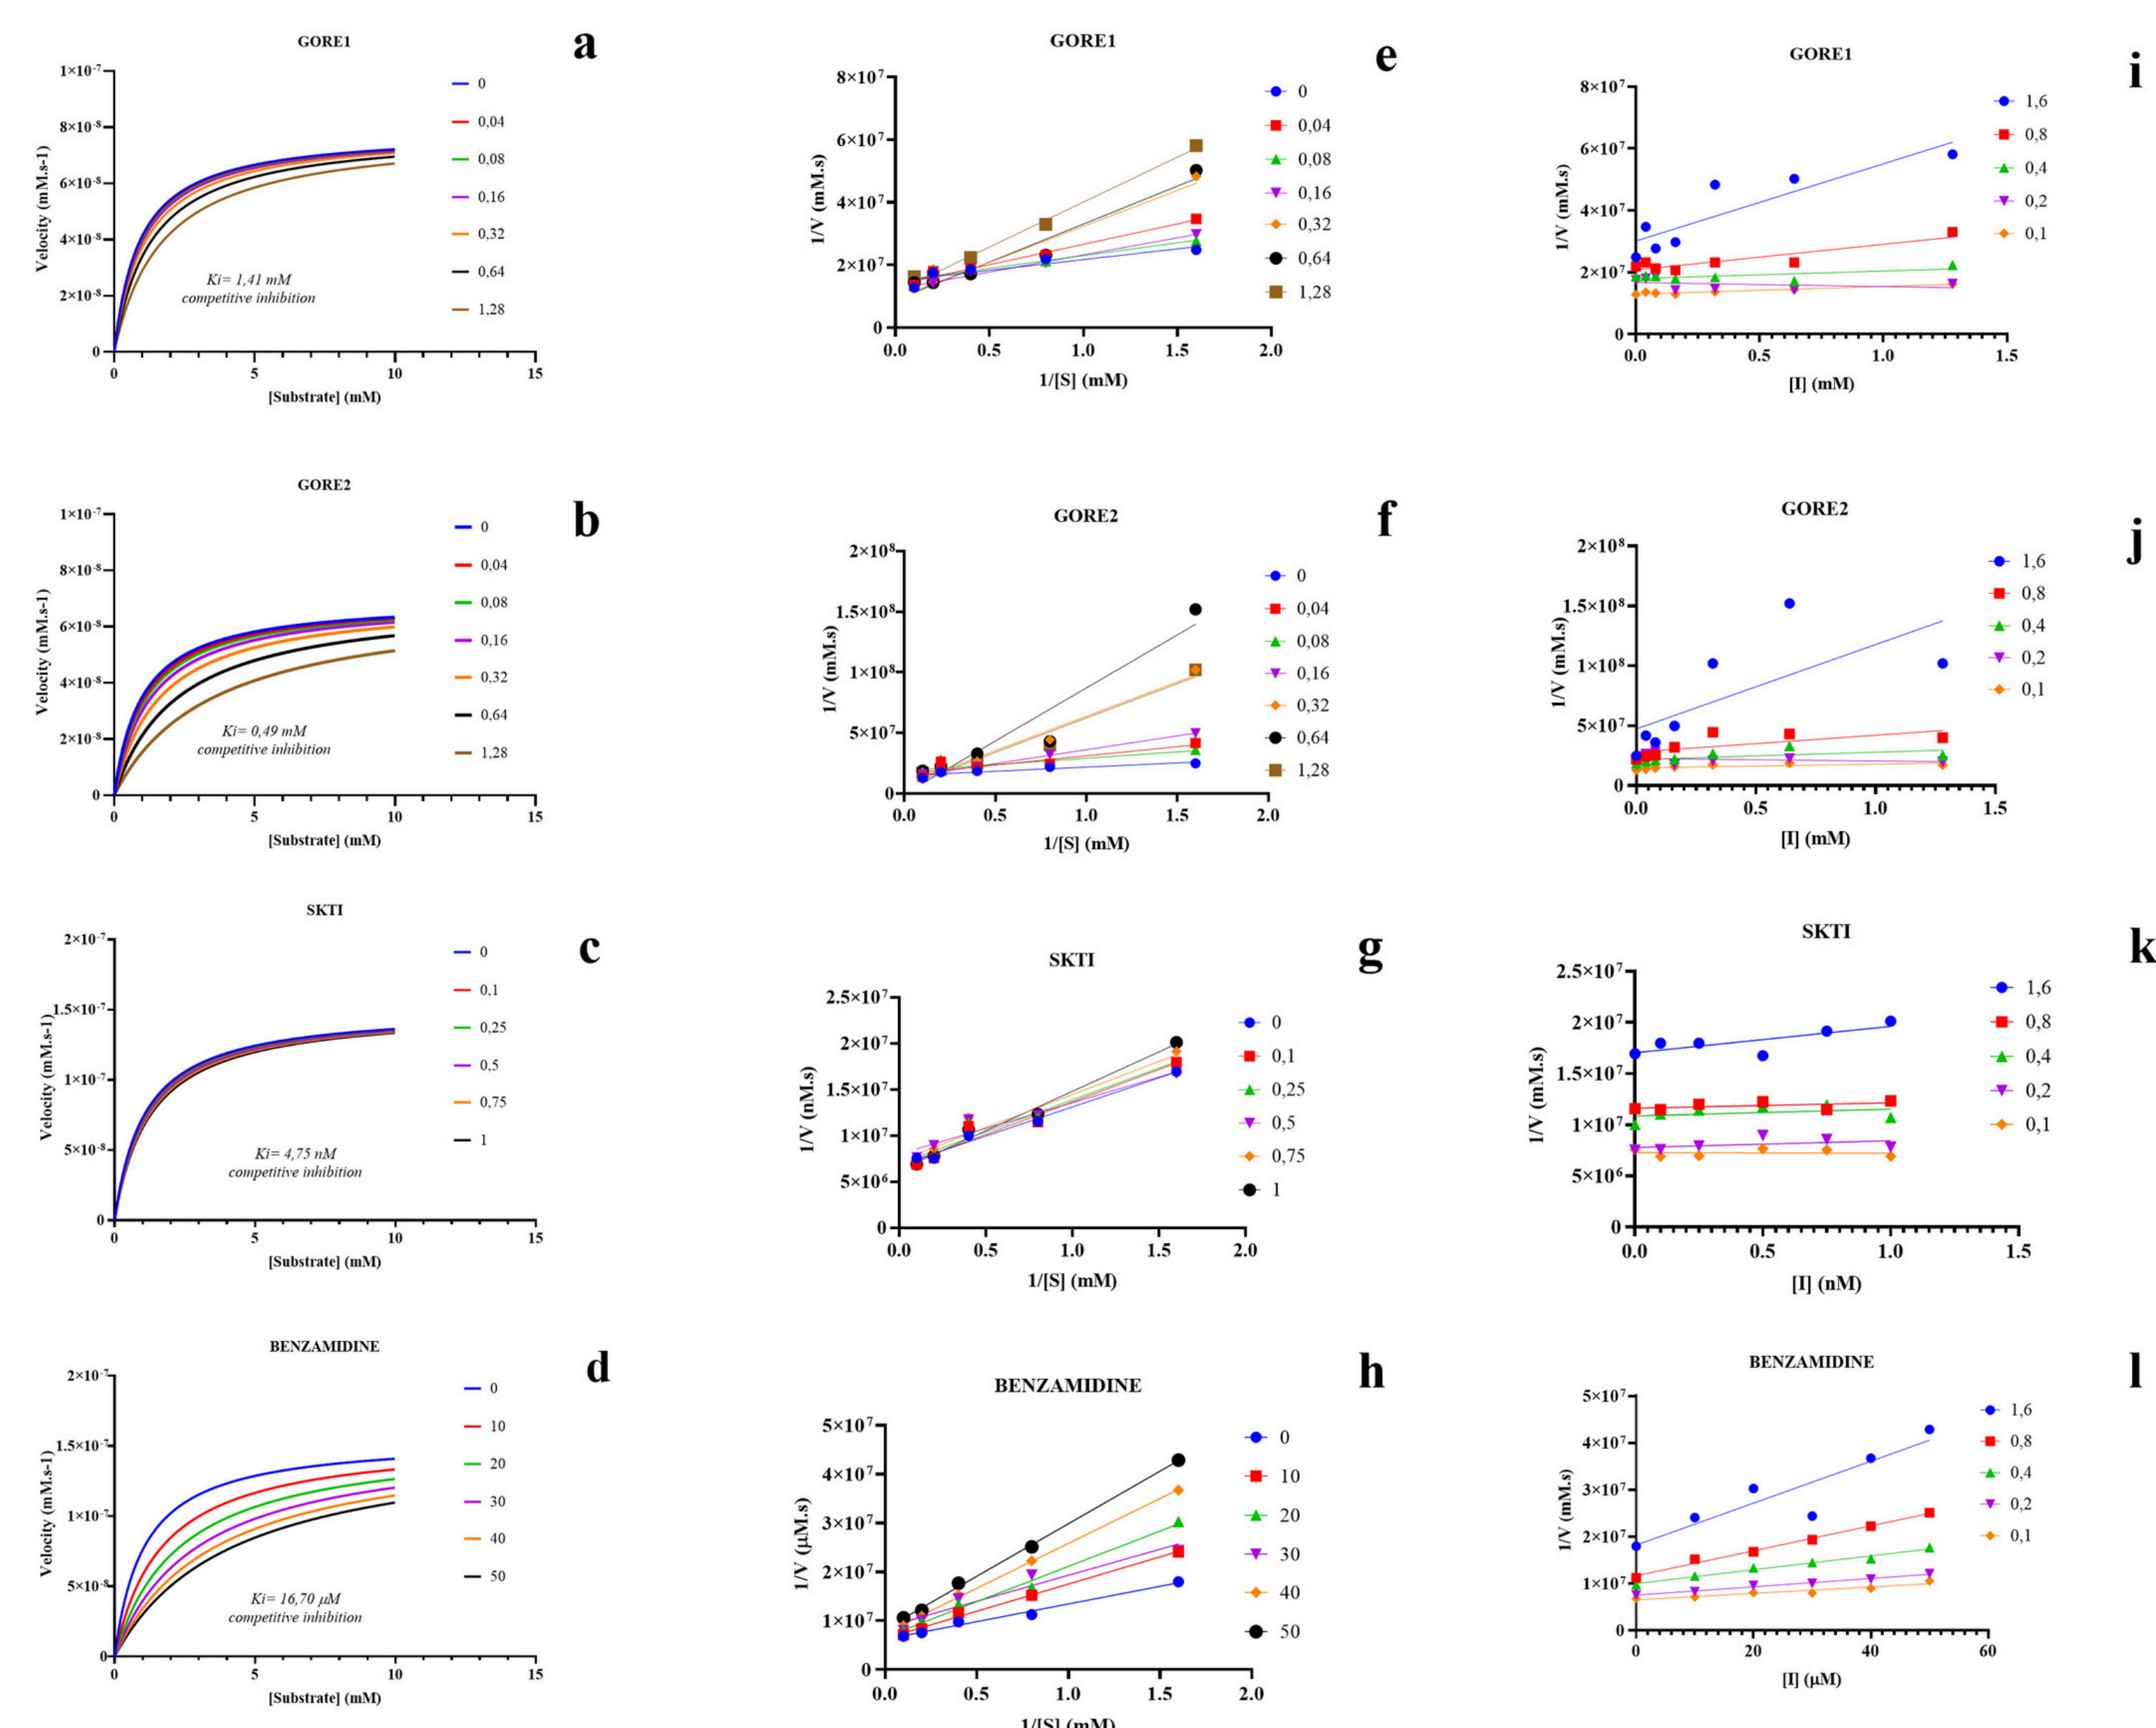 GORE1
a
1×10-7
8×10-8
6×10-8
4×10-8
2×10-8
0
Velocity (mM.s-1)
0 5 10 15
[Substrate] (mM)
Ki= 1,41 mM
competitive inhibition
0
0,04
0,08
0,16
0,32
0,64
1,28
GORE1
e
8×10⁷
6×10⁷
4×10⁷
2×10⁷
0
1/V (mM.s)
0.0 0.5 1.0 1.5 2.0
1/[S] (mM)
0
0,04
0,08
0,16
0,32
0,64
1,28
GORE1
i
8×10⁷
6×10⁷
4×10⁷
2×10⁷
0
1/V (mM.s)
0.0 0.5 1.0 1.5
[I] (mM)
1,6
0,8
0,4
0,2
0,1
GORE2
b
1×10-7
8×10-8
6×10-8
4×10-8
2×10-8
0
Velocity (mM.s-1)
0 5 10 15
[Substrate] (mM)
Ki= 0,49 mM
competitive inhibition
0
0,04
0,08
0,16
0,32
0,64
1,28
GORE2
f
2×10⁸
1.5×10⁸
1×10⁸
5×10⁷
0
1/V (mM.s)
0.0 0.5 1.0 1.5 2.0
1/[S] (mM)
0
0,04
0,08
0,16
0,32
0,64
1,28
GORE2
j
2×10⁸
1.5×10⁸
1×10⁸
5×10⁷
0
1/V (mM.s)
0.0 0.5 1.0 1.5
[I] (mM)
1,6
0,8
0,4
0,2
0,1
SKTI
c
2×10-7
1.5×10-7
1×10-7
5×10-8
0
Velocity (mM.s-1)
0 5 10 15
[Substrate] (mM)
Ki= 4,75 nM
competitive inhibition
0
0,1
0,25
0,5
0,75
1
SKTI
g
2.5×10⁷
2×10⁷
1.5×10⁷
1×10⁷
5×10⁶
0
1/V (nM.s)
0.0 0.5 1.0 1.5 2.0
1/[S] (mM)
0
0,1
0,25
0,5
0,75
1
SKTI
k
2.5×10⁷
2×10⁷
1.5×10⁷
1×10⁷
5×10⁶
0
1/V (mM.s)
0.0 0.5 1.0 1.5
[I] (nM)
1,6
0,8
0,4
0,2
0,1
BENZAMIDINE
d
2×10-7
1.5×10-7
1×10-7
5×10-8
0
Velocity (mM.s-1)
0 5 10 15
[Substrate] (mM)
Ki= 16,70 μM
competitive inhibition
0
10
20
30
40
50
BENZAMIDINE
h
5×10⁷
4×10⁷
3×10⁷
2×10⁷
1×10⁷
0
1/V (μM.s)
0.0 0.5 1.0 1.5 2.0
1/[S] (mM)
0
10
20
30
40
50
BENZAMIDINE
l
5×10⁷
4×10⁷
3×10⁷
2×10⁷
1×10⁷
0
1/V (mM.s)
0 20 40 60
[I] (μM)
1,6
0,8
0,4
0,2
0,1